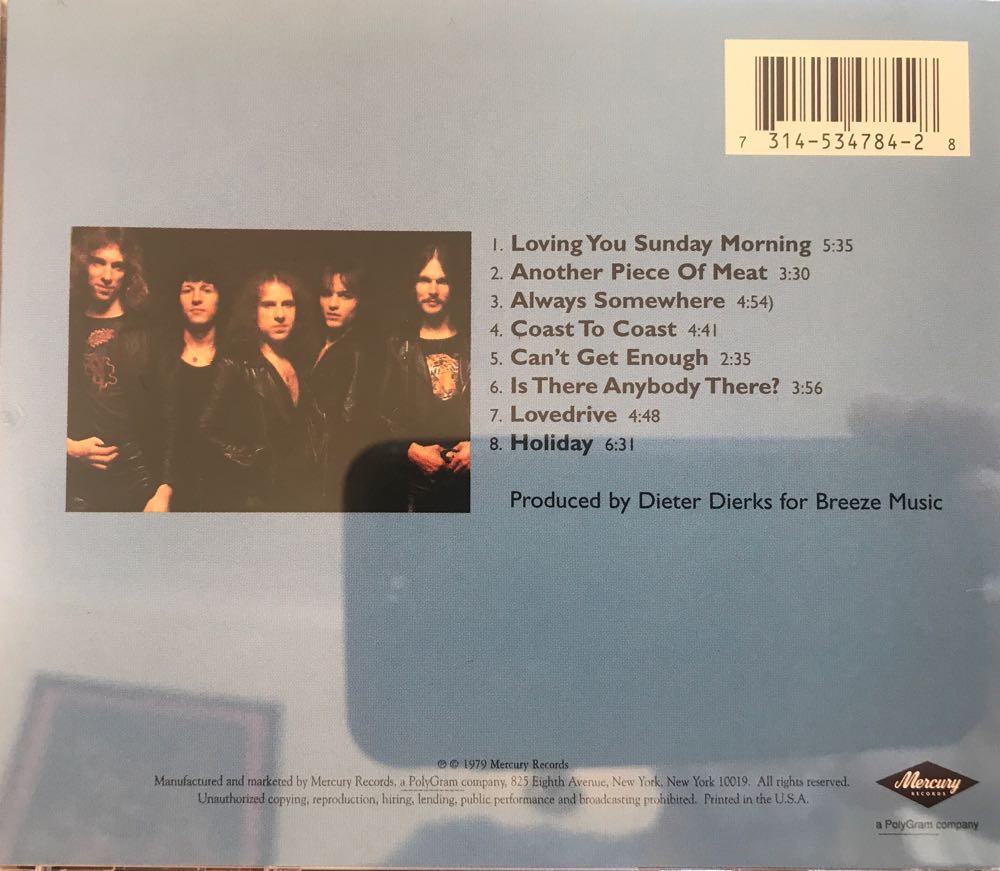 7 314-534784-2 8
1. Loving You Sunday Morning 5:35
2. Another Piece Of Meat 3:30
3. Always Somewhere 4:54)
4. Coast To Coast 4:41
5. Can't Get Enough 2:35
6. Is There Anybody There? 3:56
7. Lovedrive 4:48
8. Holiday 6:31
Produced by Dieter Dierks for Breeze Music
℗ © 1979 Mercury Records
Manufactured and marketed by Mercury Records, a PolyGram company, 825 Eighth Avenue, New York, New York 10019. All rights reserved.
Unauthorized copying, reproduction, hiring, lending, public performance and broadcasting prohibited. Printed in the U.S.A.
Mercury
RECORDS
a PolyGram company